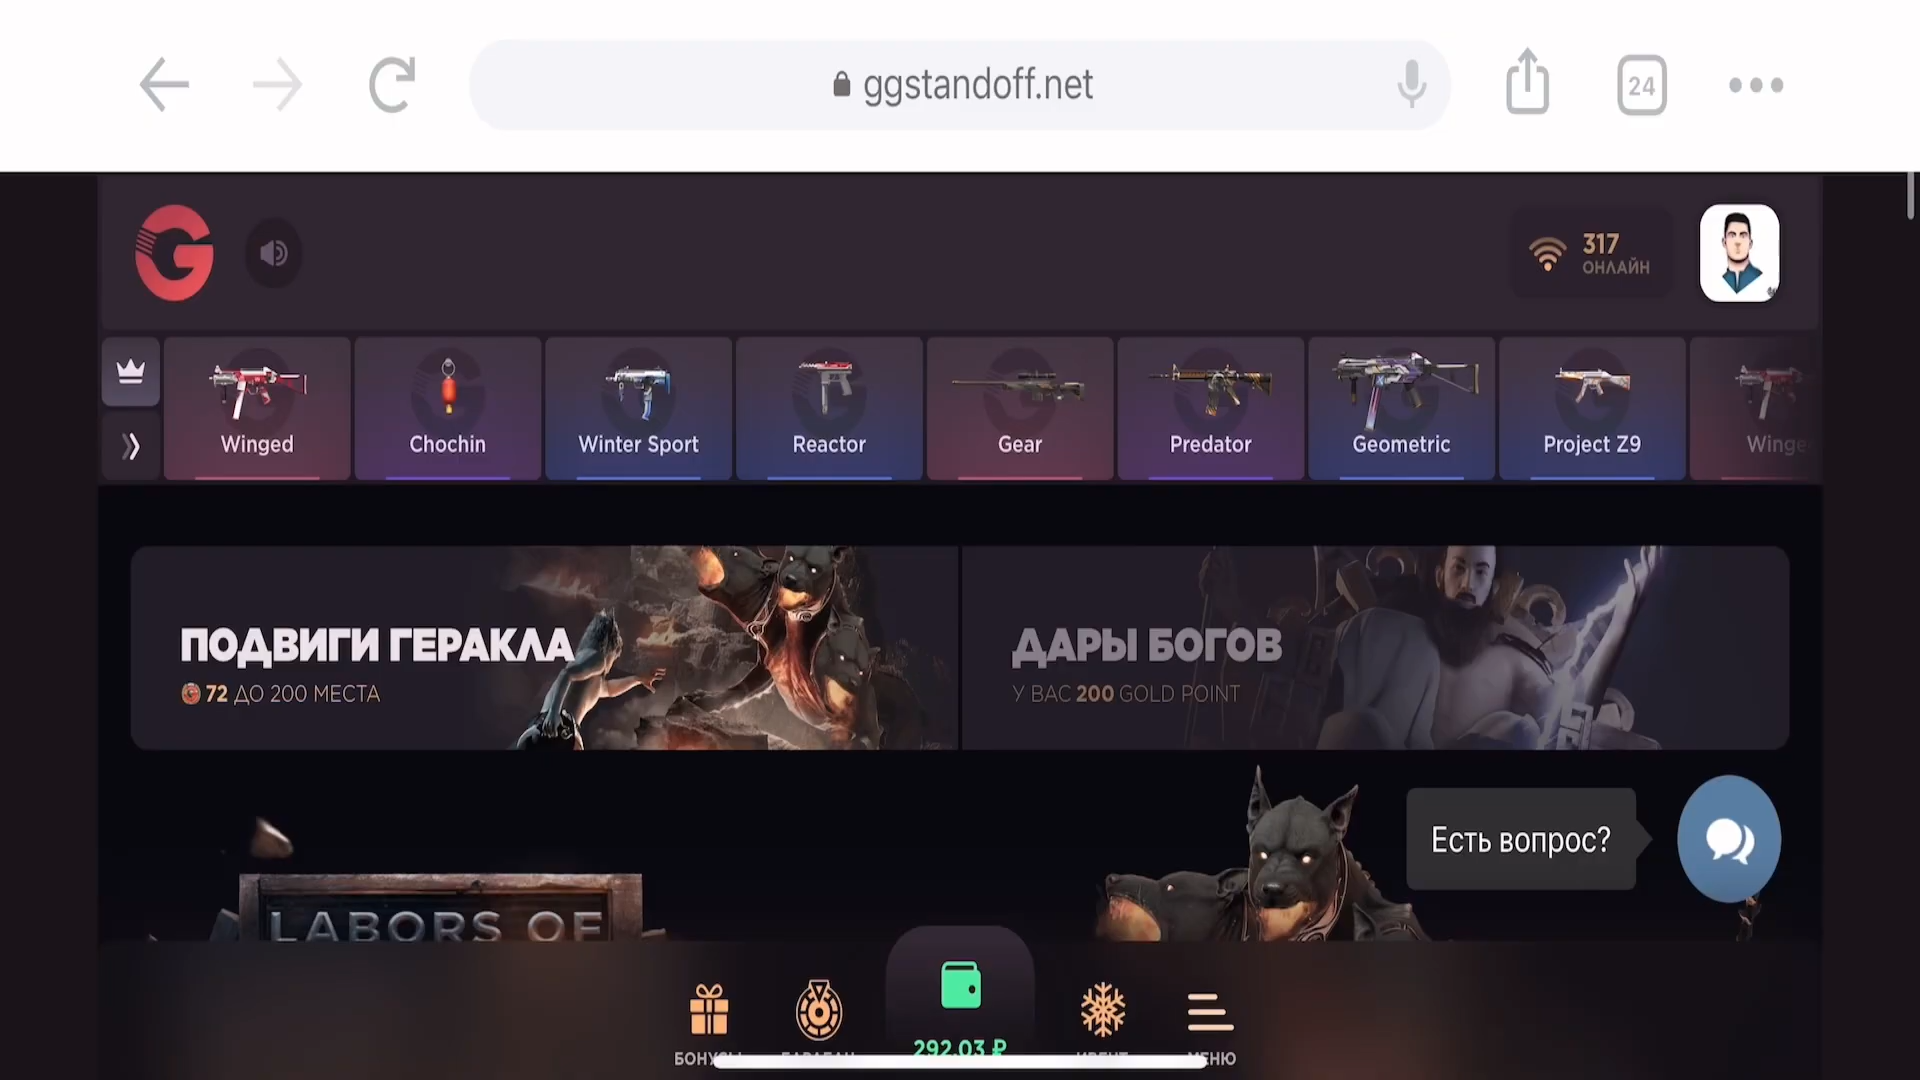 ggstandoff.net
24
317
ОНЛАЙН
Winged
Chochin
Winter Sport
Reactor
Gear
Predator
Geometric
Project Z9
ПОДВИГИ ГЕРАКЛА
72 ДО 200 МЕСТА
ДАРЫ БОГОВ
У ВАС 200 GOLD POINT
Есть вопрос?
LABORS OF
292.03 ₽